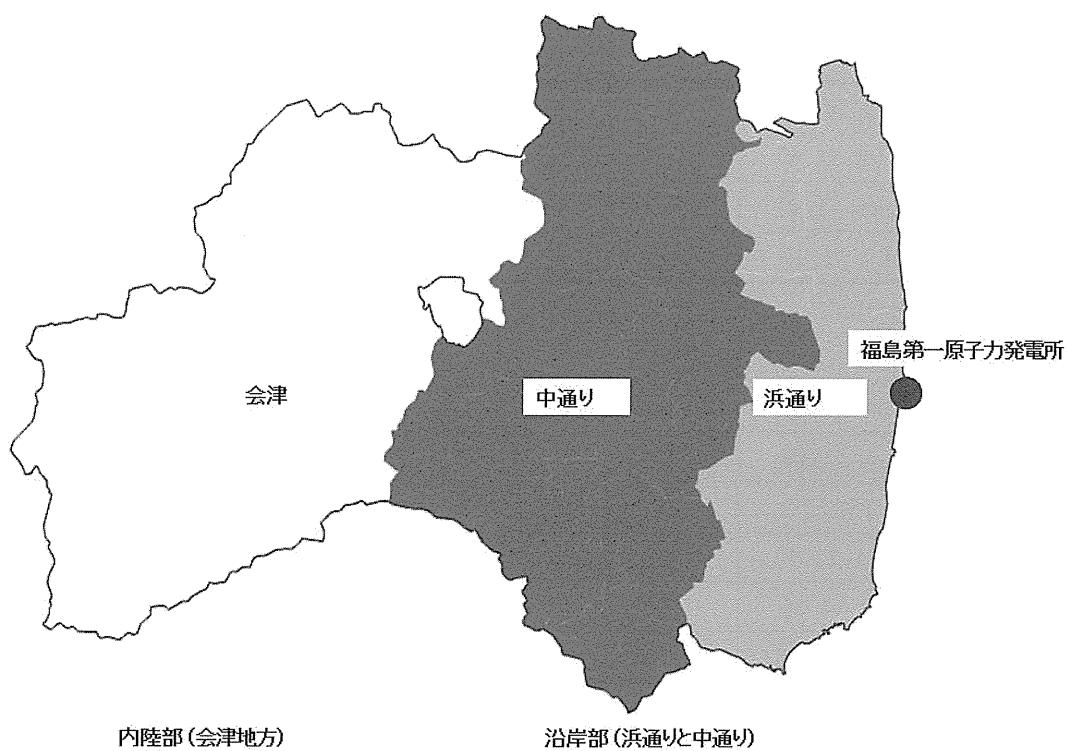 福島第一原子力発電所
会津
中通り
浜通り
内陸部（会津地方）
沿岸部（浜通りと中通り）